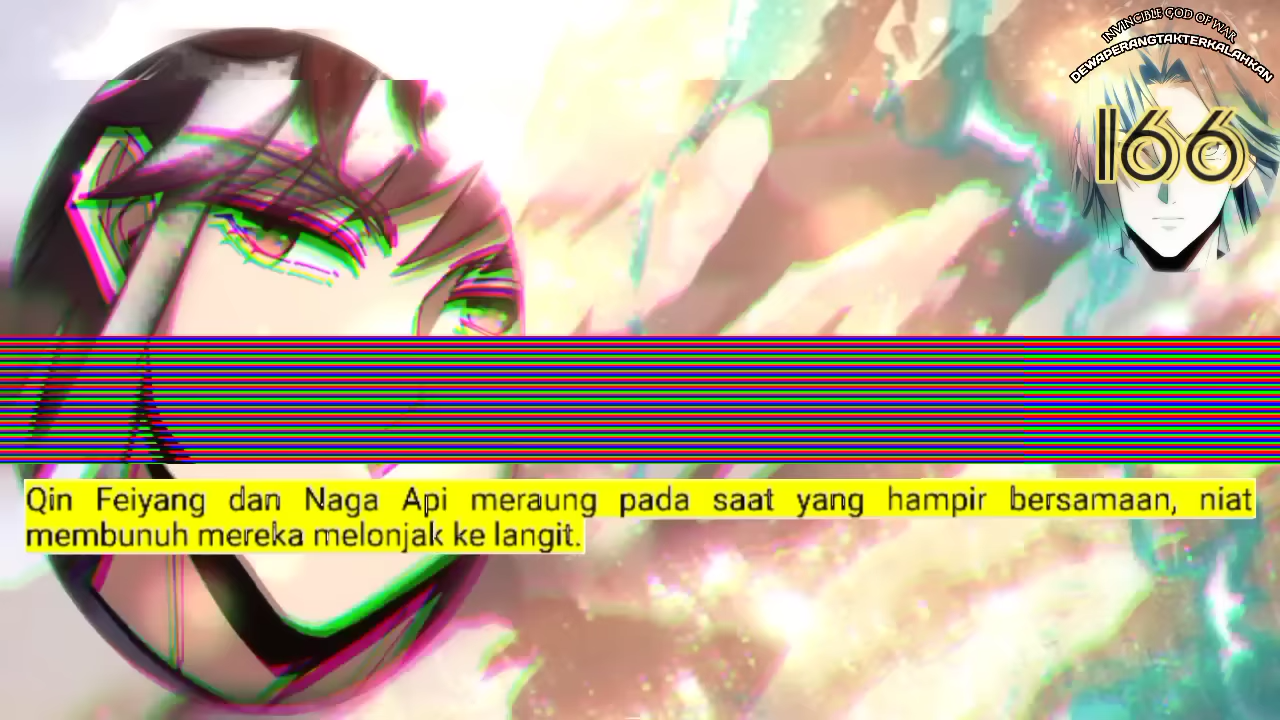 INVINCIBLE GOD OF WAR
DEWAPERANGTAKTERKALAHKAN
166
Qin Feiyang dan Naga Api meraung pada saat yang hampir bersamaan, niat
membunuh mereka melonjak ke langit.